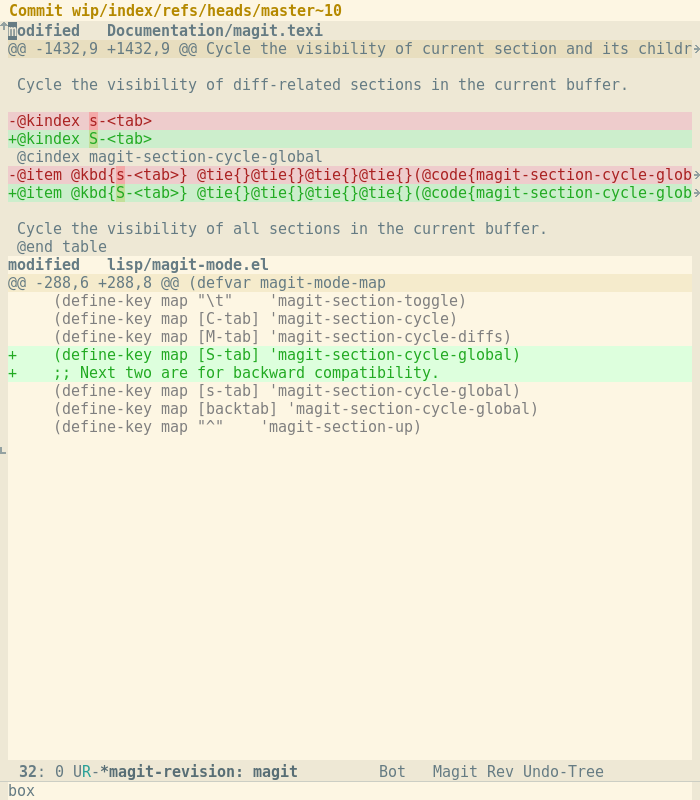 Commit wip/index/refs/heads/master~10
modified   Documentation/magit.texi
@@ -1432,9 +1432,9 @@ Cycle the visibility of current section and its childr
 Cycle the visibility of diff-related sections in the current buffer.
-@kindex s-<tab>
+@kindex S-<tab>
 @cindex magit-section-cycle-global
-@item @kbd{s-<tab>} @tie{}@tie{}@tie{}@tie{}(@code{magit-section-cycle-glob
+@item @kbd{S-<tab>} @tie{}@tie{}@tie{}@tie{}(@code{magit-section-cycle-glob
 Cycle the visibility of all sections in the current buffer.
 @end table
modified   lisp/magit-mode.el
@@ -288,6 +288,8 @@ (defvar magit-mode-map
     (define-key map "\t"    'magit-section-toggle)
     (define-key map [C-tab] 'magit-section-cycle)
     (define-key map [M-tab] 'magit-section-cycle-diffs)
+    (define-key map [S-tab] 'magit-section-cycle-global)
+    ;; Next two are for backward compatibility.
     (define-key map [s-tab] 'magit-section-cycle-global)
     (define-key map [backtab] 'magit-section-cycle-global)
     (define-key map "^"    'magit-section-up)
32: 0 UR-*magit-revision: magit         Bot   Magit Rev Undo-Tree
box